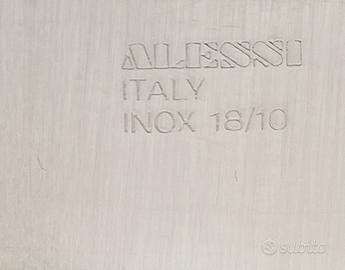 ALESSI
ITALY
INOX 18/10
subito